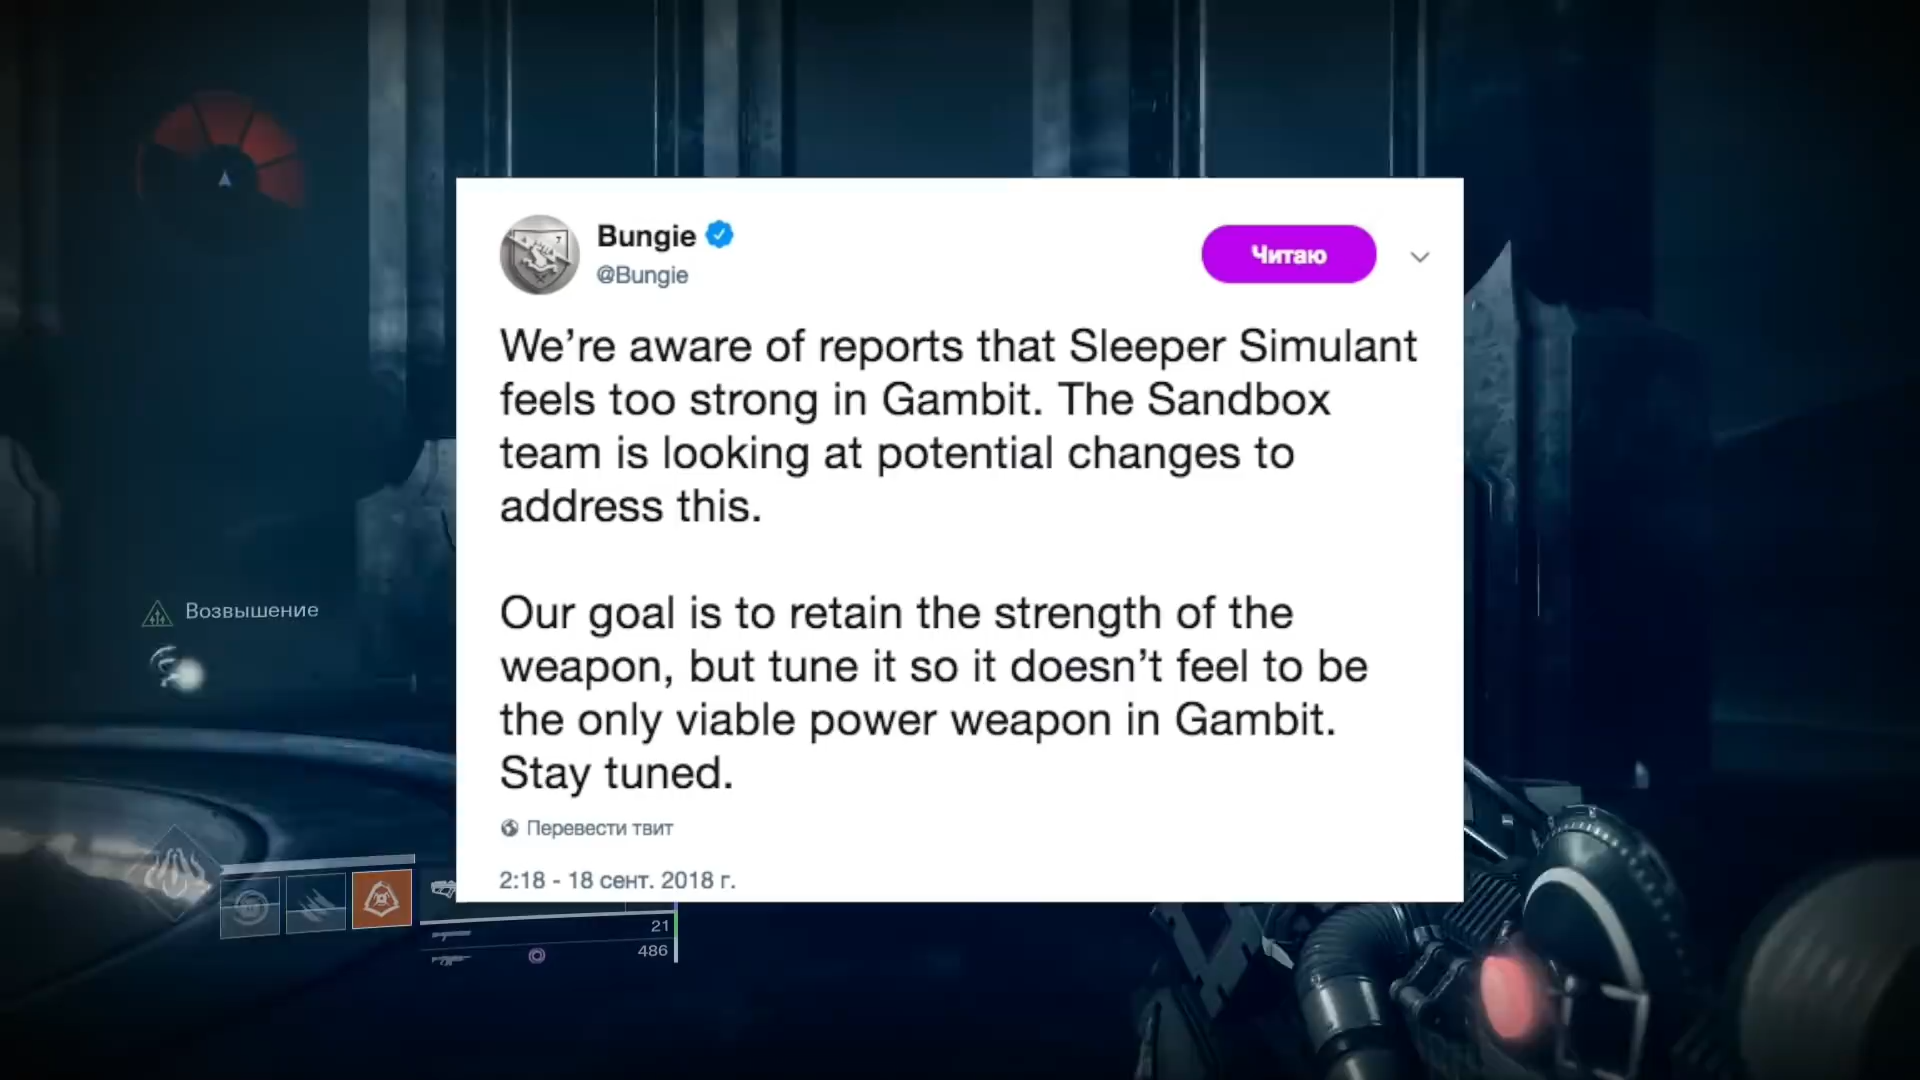 Bungie
@Bungie
Читаю
We’re aware of reports that Sleeper Simulant
feels too strong in Gambit. The Sandbox
team is looking at potential changes to
address this.
Our goal is to retain the strength of the
weapon, but tune it so it doesn’t feel to be
the only viable power weapon in Gambit.
Stay tuned.
Перевести твит
2:18 - 18 сент. 2018 г.
Возвышение
21
486